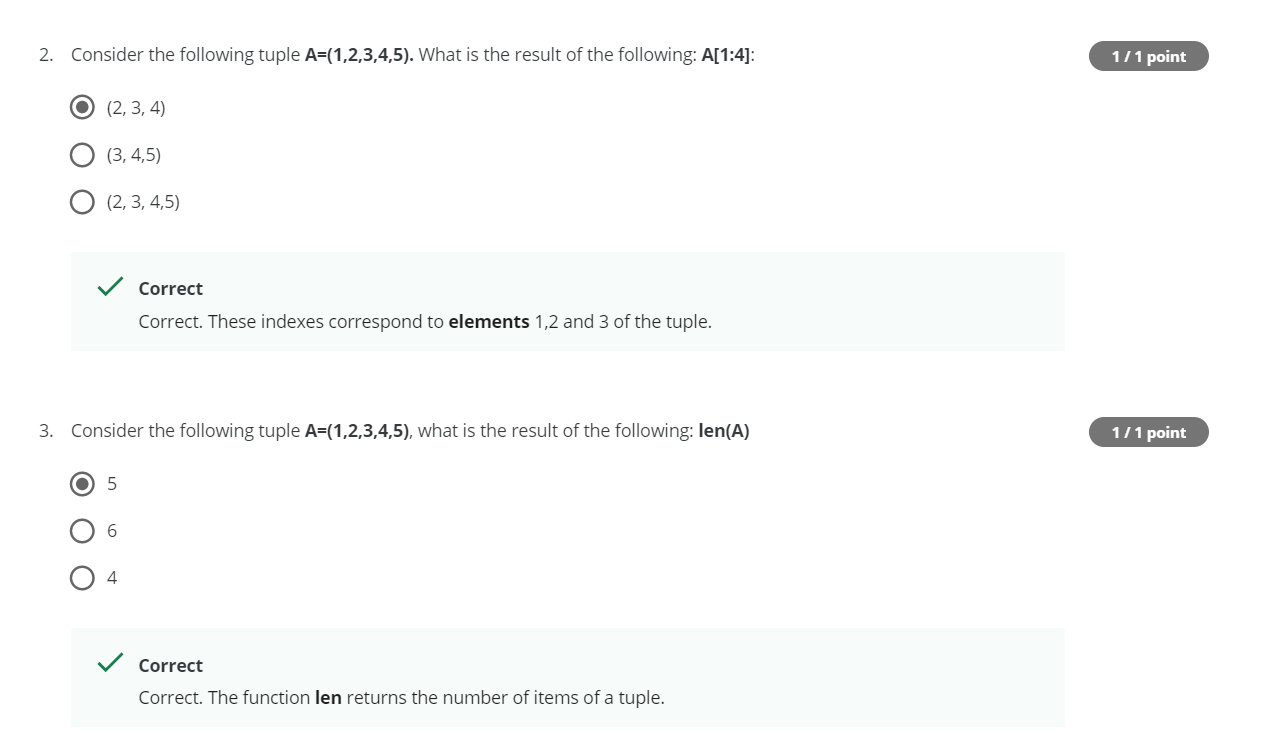 2. Consider the following tuple A=(1,2,3,4,5). What is the result of the following: A[1:4]:
1 / 1 point
(2, 3, 4)
(3, 4,5)
(2, 3, 4,5)
Correct
Correct. These indexes correspond to elements 1,2 and 3 of the tuple.
3. Consider the following tuple A=(1,2,3,4,5), what is the result of the following: len(A)
1 / 1 point
5
6
4
Correct
Correct. The function len returns the number of items of a tuple.